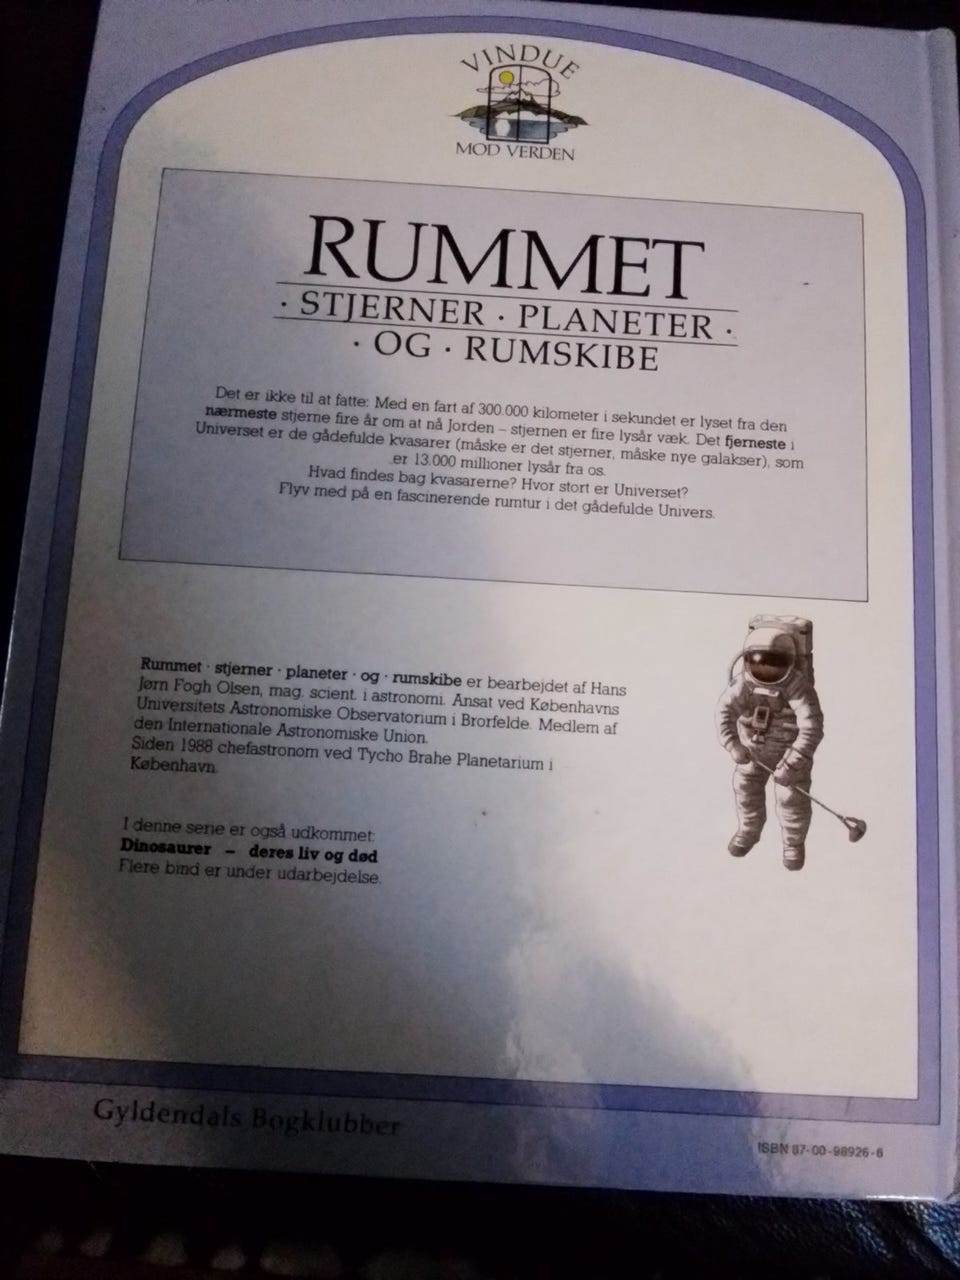 VINDUE
MOD VERDEN
RUMMET
· STJERNER · PLANETER ·
· OG · RUMSKIBE
Det er ikke til at fatte: Med en fart af 300.000 kilometer i sekundet er lyset fra den
nærmeste stjerne fire år om at nå Jorden – stjernen er fire lysår væk. Det fjerneste i
Universet er de gådefulde kvasarer (måske er det stjerner, måske nye galakser), som
er 13.000 millioner lysår fra os.
Hvad findes bag kvasarerne? Hvor stort er Universet?
Flyv med på en fascinerende rumtur i det gådefulde Univers.
Rummet · stjerner · planeter · og · rumskibe er bearbejdet af Hans
Jørn Fogh Olsen, mag. scient. i astronomi. Ansat ved Københavns
Universitets Astronomiske Observatorium i Brorfelde. Medlem af
den Internationale Astronomiske Union.
Siden 1988 chefastronom ved Tycho Brahe Planetarium i
København.
I denne serie er også udkommet:
Dinosaurer – deres liv og død
Flere bind er under udarbejdelse.
Gyldendals Bogklubber
ISBN 87-00-98926-6